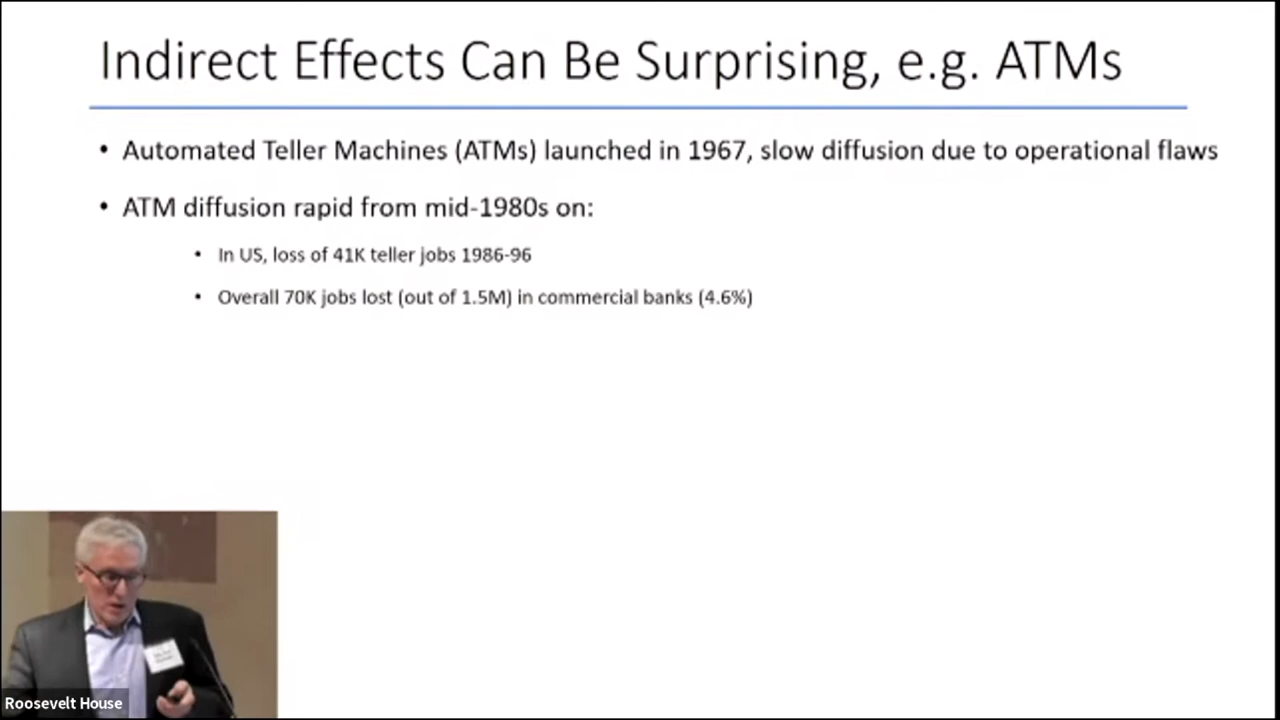 Indirect Effects Can Be Surprising, e.g. ATMs
• Automated Teller Machines (ATMs) launched in 1967, slow diffusion due to operational flaws
• ATM diffusion rapid from mid-1980s on:
• In US, loss of 41K teller jobs 1986-96
• Overall 70K jobs lost (out of 1.5M) in commercial banks (4.6%)
Roosevelt House